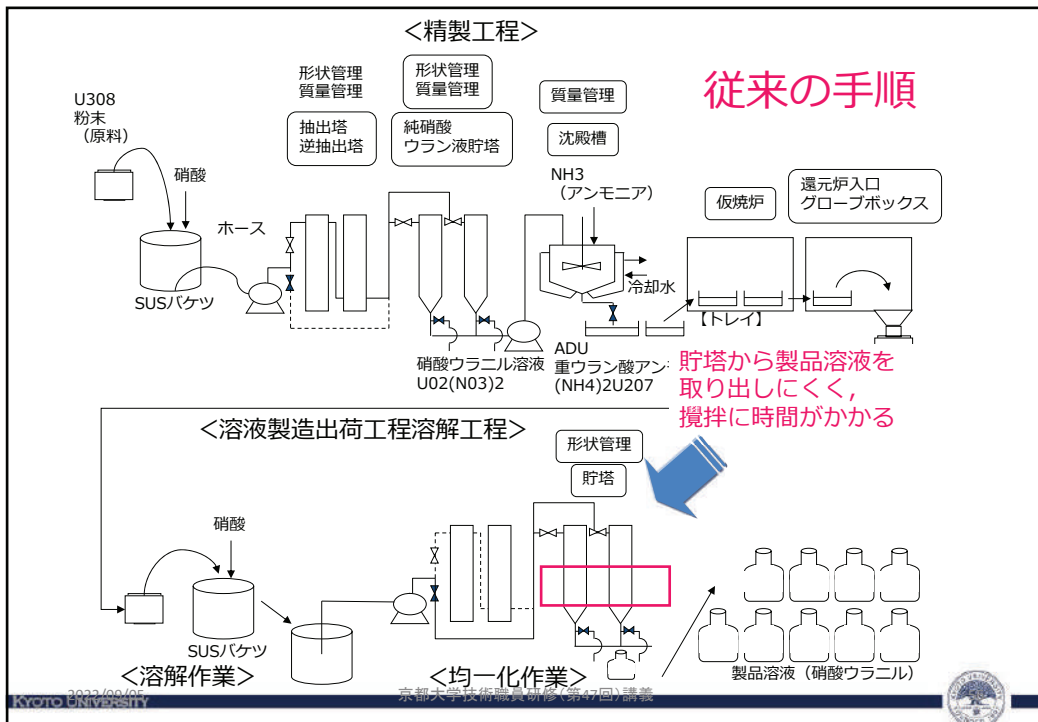 <精製工程>
従来の手順
形状管理
質量管理
形状管理
質量管理
質量管理
U308
粉末
（原料）
抽出塔
逆抽出塔
純硝酸
ウラン液貯塔
沈殿槽
硝酸
NH3
（アンモニア）
仮焼炉
還元炉入口
グローブボックス
ホース
冷却水
SUSバケツ
【トレイ】
硝酸ウラニル溶液
U02(N03)2
ADU
重ウラン酸アン
(NH4)2U207
貯塔から製品溶液を
取り出しにくく,
攪拌に時間がかかる
<溶液製造出荷工程溶解工程>
形状管理
貯塔
硝酸
SUSバケツ
<溶解作業>
<均一化作業>
製品溶液（硝酸ウラニル）
京都大学技術職員研修(第47回)講義
KYOTO UNIVERSITY